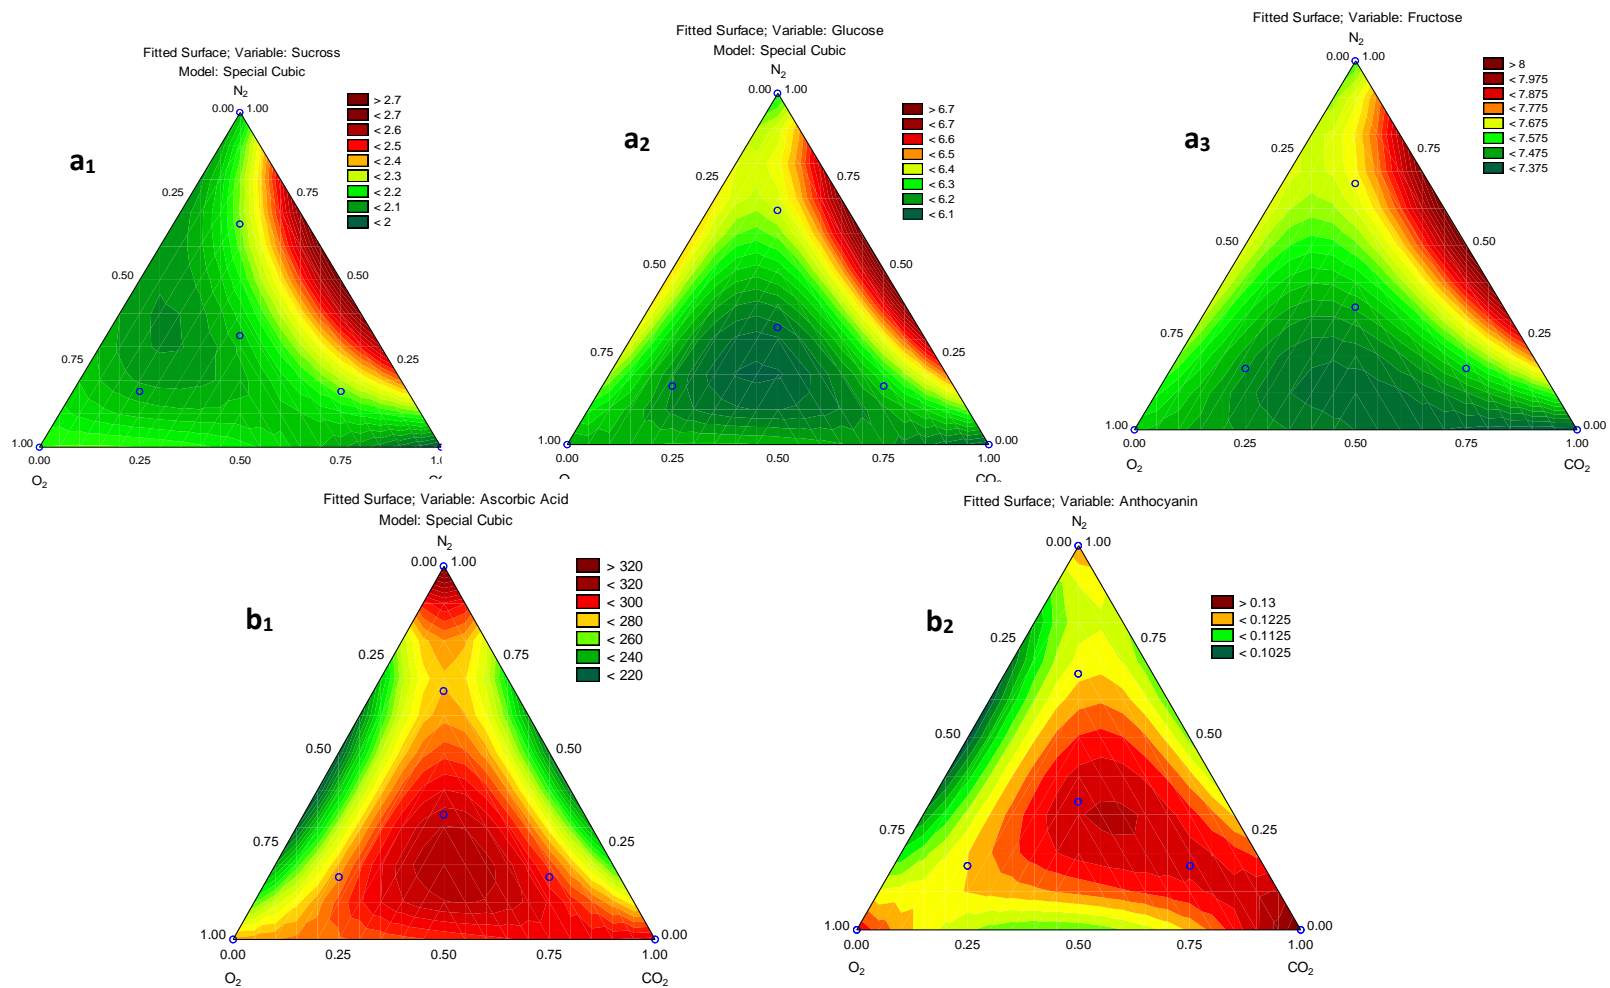 Fitted Surface; Variable: Sucross
Model: Special Cubic
N2
0.00 1.00
a1
> 2.7
< 2.7
< 2.6
< 2.5
< 2.4
< 2.3
< 2.2
< 2.1
< 2
0.25 0.75
0.50 0.50
0.75 0.25
1.00
0.00 0.25 0.50 0.75
O2
Fitted Surface; Variable: Glucose
Model: Special Cubic
N2
0.00 1.00
a2
> 6.7
< 6.7
< 6.6
< 6.5
< 6.4
< 6.3
< 6.2
< 6.1
0.25 0.75
0.50 0.50
0.75 0.25
1.00 0.00
0.00 0.25 0.50 0.75 1.00
Fitted Surface; Variable: Fructose
N2
0.00 1.00
a3
> 8
< 7.975
< 7.875
< 7.775
< 7.675
< 7.575
< 7.475
< 7.375
0.25 0.75
0.50 0.50
0.75 0.25
1.00 0.00
0.00 0.25 0.50 0.75 1.00
O2 CO2
Fitted Surface; Variable: Ascorbic Acid
Model: Special Cubic
N2
0.00 1.00
b1
> 320
< 320
< 300
< 280
< 260
< 240
< 220
0.25 0.75
0.50 0.50
0.75 0.25
1.00 0.00
0.00 0.25 0.50 0.75 1.00
O2 CO2
Fitted Surface; Variable: Anthocyanin
N2
0.00 1.00
b2
> 0.13
< 0.1225
< 0.1125
< 0.1025
0.25 0.75
0.50 0.50
0.75 0.25
1.00 0.00
0.00 0.25 0.50 0.75 1.00
O2 CO2